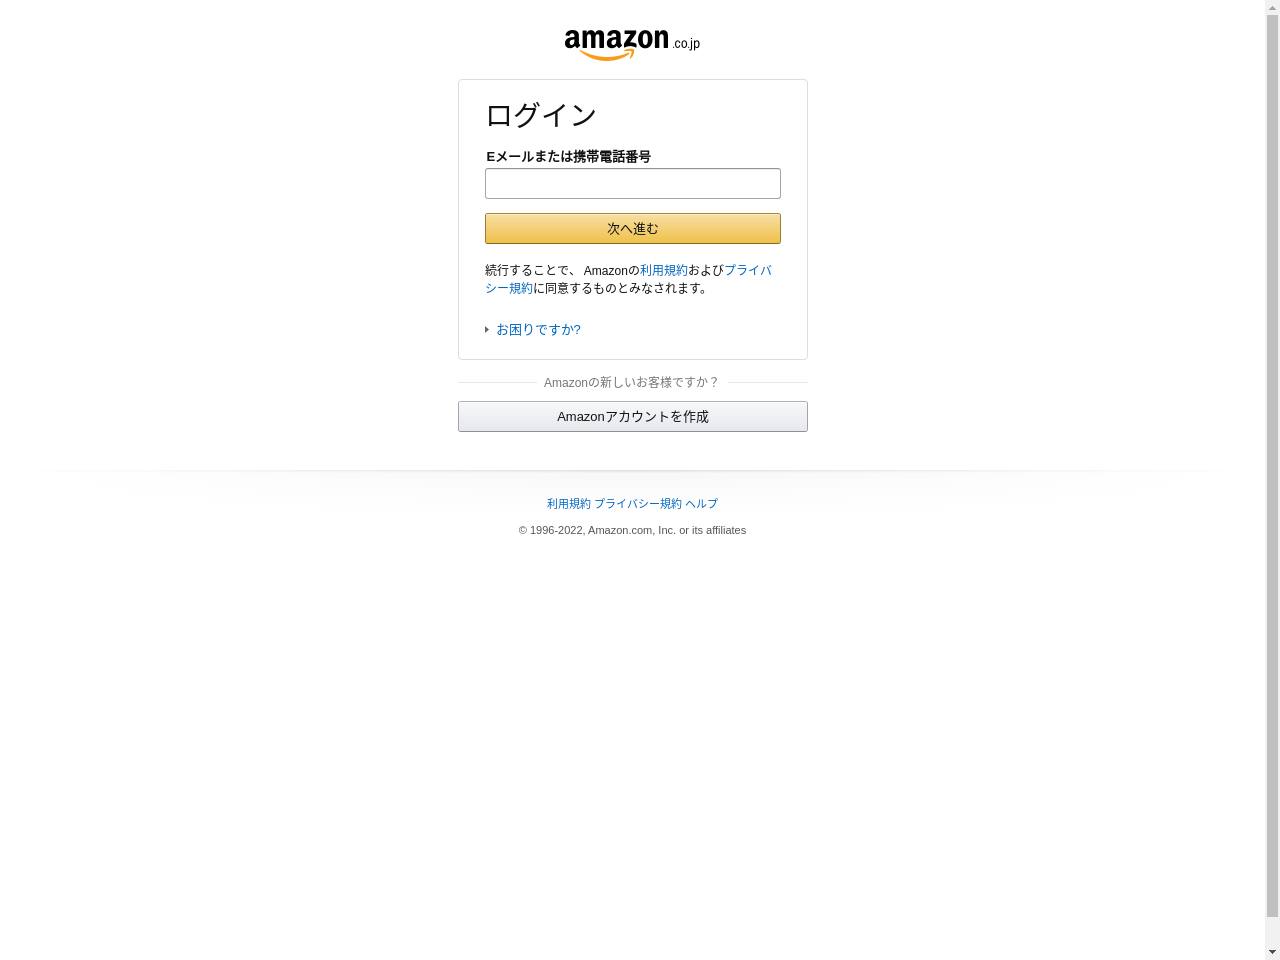 amazon.co.jp
ログイン
Eメールまたは携帯電話番号
次へ進む
続行することで、 Amazonの利用規約およびプライバ
シー規約に同意するものとみなされます。
お困りですか?
Amazonの新しいお客様ですか？
Amazonアカウントを作成
利用規約 プライバシー規約 ヘルプ
© 1996-2022, Amazon.com, Inc. or its affiliates